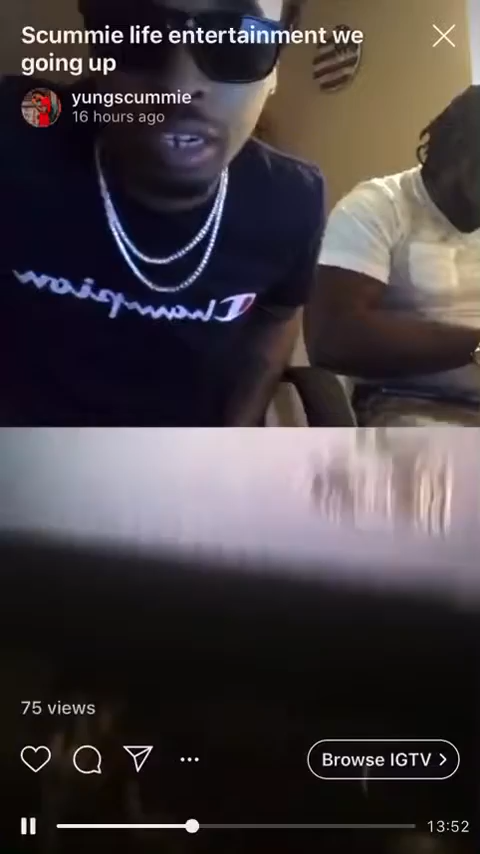 Scummie life entertainment we
going up
yungscummie
16 hours ago
Champion
75 views
Browse IGTV >
13:52